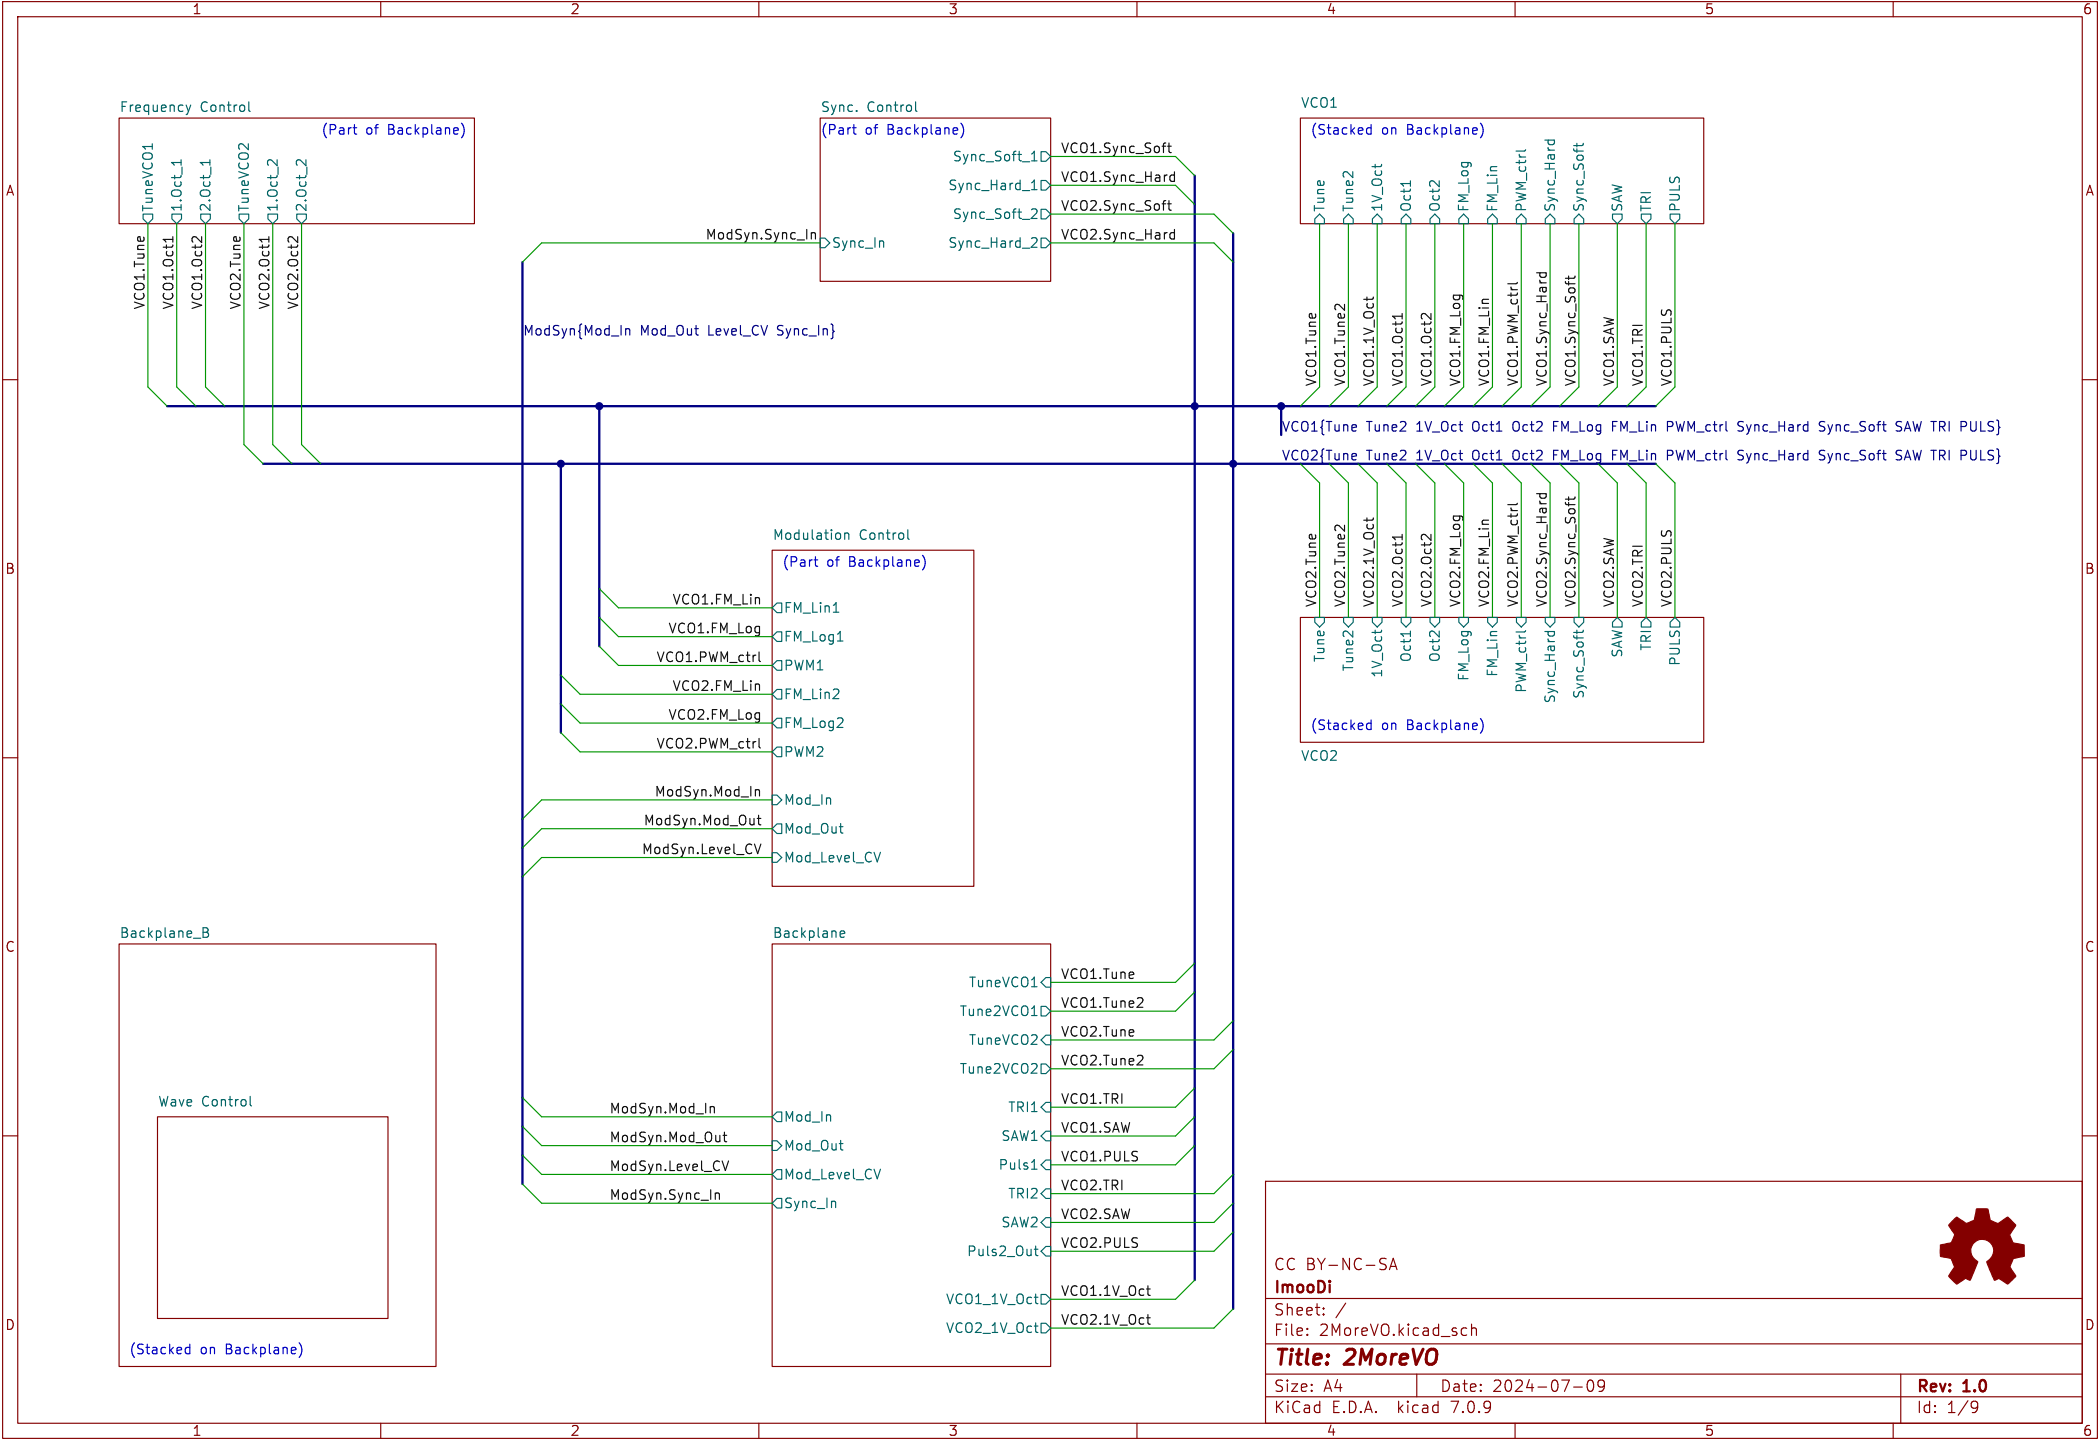 1 2 3 4 5 6
A
B
C
D
A
B
C
D
Frequency Control
(Part of Backplane)
TuneVCO1
1.Oct_1
2.Oct_1
TuneVCO2
1.Oct_2
2.Oct_2
VCO1.Tune
VCO1.Oct1
VCO1.Oct2
VCO2.Tune
VCO2.Oct1
VCO2.Oct2
Sync. Control
(Part of Backplane)
Sync_Soft_1
Sync_Hard_1
Sync_Soft_2
Sync_Hard_2
Sync_In
VCO1.Sync_Soft
VCO1.Sync_Hard
VCO2.Sync_Soft
VCO2.Sync_Hard
ModSyn.Sync_In
ModSyn{Mod_In Mod_Out Level_CV Sync_In}
VCO1
(Stacked on Backplane)
Tune
Tune2
1V_Oct
Oct1
Oct2
FM_Log
FM_Lin
PWM_ctrl
Sync_Hard
Sync_Soft
SAW
TRI
PULS
VCO1.Tune
VCO1.Tune2
VCO1.1V_Oct
VCO1.Oct1
VCO1.Oct2
VCO1.FM_Log
VCO1.FM_Lin
VCO1.PWM_ctrl
VCO1.Sync_Hard
VCO1.Sync_Soft
VCO1.SAW
VCO1.TRI
VCO1.PULS
VCO1{Tune Tune2 1V_Oct Oct1 Oct2 FM_Log FM_Lin PWM_ctrl Sync_Hard Sync_Soft SAW TRI PULS}
VCO2{Tune Tune2 1V_Oct Oct1 Oct2 FM_Log FM_Lin PWM_ctrl Sync_Hard Sync_Soft SAW TRI PULS}
VCO2.Tune
VCO2.Tune2
VCO2.1V_Oct
VCO2.Oct1
VCO2.Oct2
VCO2.FM_Log
VCO2.FM_Lin
VCO2.PWM_ctrl
VCO2.Sync_Hard
VCO2.Sync_Soft
VCO2.SAW
VCO2.TRI
VCO2.PULS
Tune
Tune2
1V_Oct
Oct1
Oct2
FM_Log
FM_Lin
PWM_ctrl
Sync_Hard
Sync_Soft
SAW
TRI
PULS
(Stacked on Backplane)
VCO2
Modulation Control
(Part of Backplane)
VCO1.FM_Lin FM_Lin1
VCO1.FM_Log FM_Log1
VCO1.PWM_ctrl PWM1
VCO2.FM_Lin FM_Lin2
VCO2.FM_Log FM_Log2
VCO2.PWM_ctrl PWM2
ModSyn.Mod_In Mod_In
ModSyn.Mod_Out Mod_Out
ModSyn.Level_CV Mod_Level_CV
Backplane_B
Wave Control
(Stacked on Backplane)
Backplane
TuneVCO1 VCO1.Tune
Tune2VCO1 VCO1.Tune2
TuneVCO2 VCO2.Tune
Tune2VCO2 VCO2.Tune2
TRI1 VCO1.TRI
SAW1 VCO1.SAW
Puls1 VCO1.PULS
TRI2 VCO2.TRI
SAW2 VCO2.SAW
Puls2_Out VCO2.PULS
VCO1_1V_Oct VCO1.1V_Oct
VCO2_1V_Oct VCO2.1V_Oct
ModSyn.Mod_In Mod_In
ModSyn.Mod_Out Mod_Out
ModSyn.Level_CV Mod_Level_CV
ModSyn.Sync_In Sync_In
CC BY-NC-SA
ImooDi
Sheet: /
File: 2MoreVO.kicad_sch
Title: 2MoreVO
Size: A4 Date: 2024-07-09 Rev: 1.0
KiCad E.D.A. kicad 7.0.9 Id: 1/9
1 2 3 4 5 6